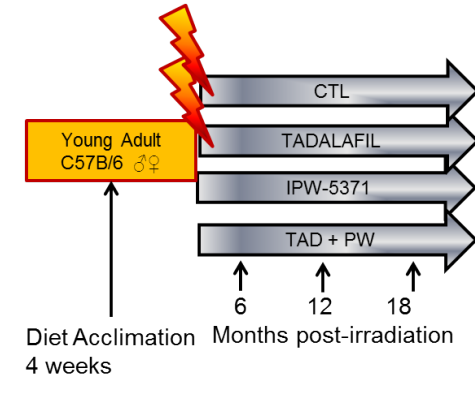 CTL
Young Adult
C57B/6 ♂♀
TADALAFIL
IPW-5371
TAD + PW
6 12 18
Months post-irradiation
Diet Acclimation
4 weeks